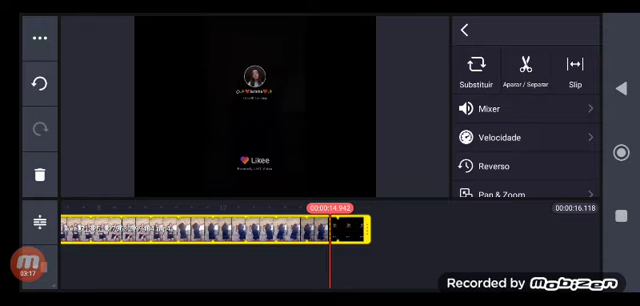 Substituir
Aparar / Separar
Slip
Mixer
Velocidade
Reverso
Pan & Zoom
Likee
00:00:14.942
00:00:16.118
03:17
Recorded by Mobizen